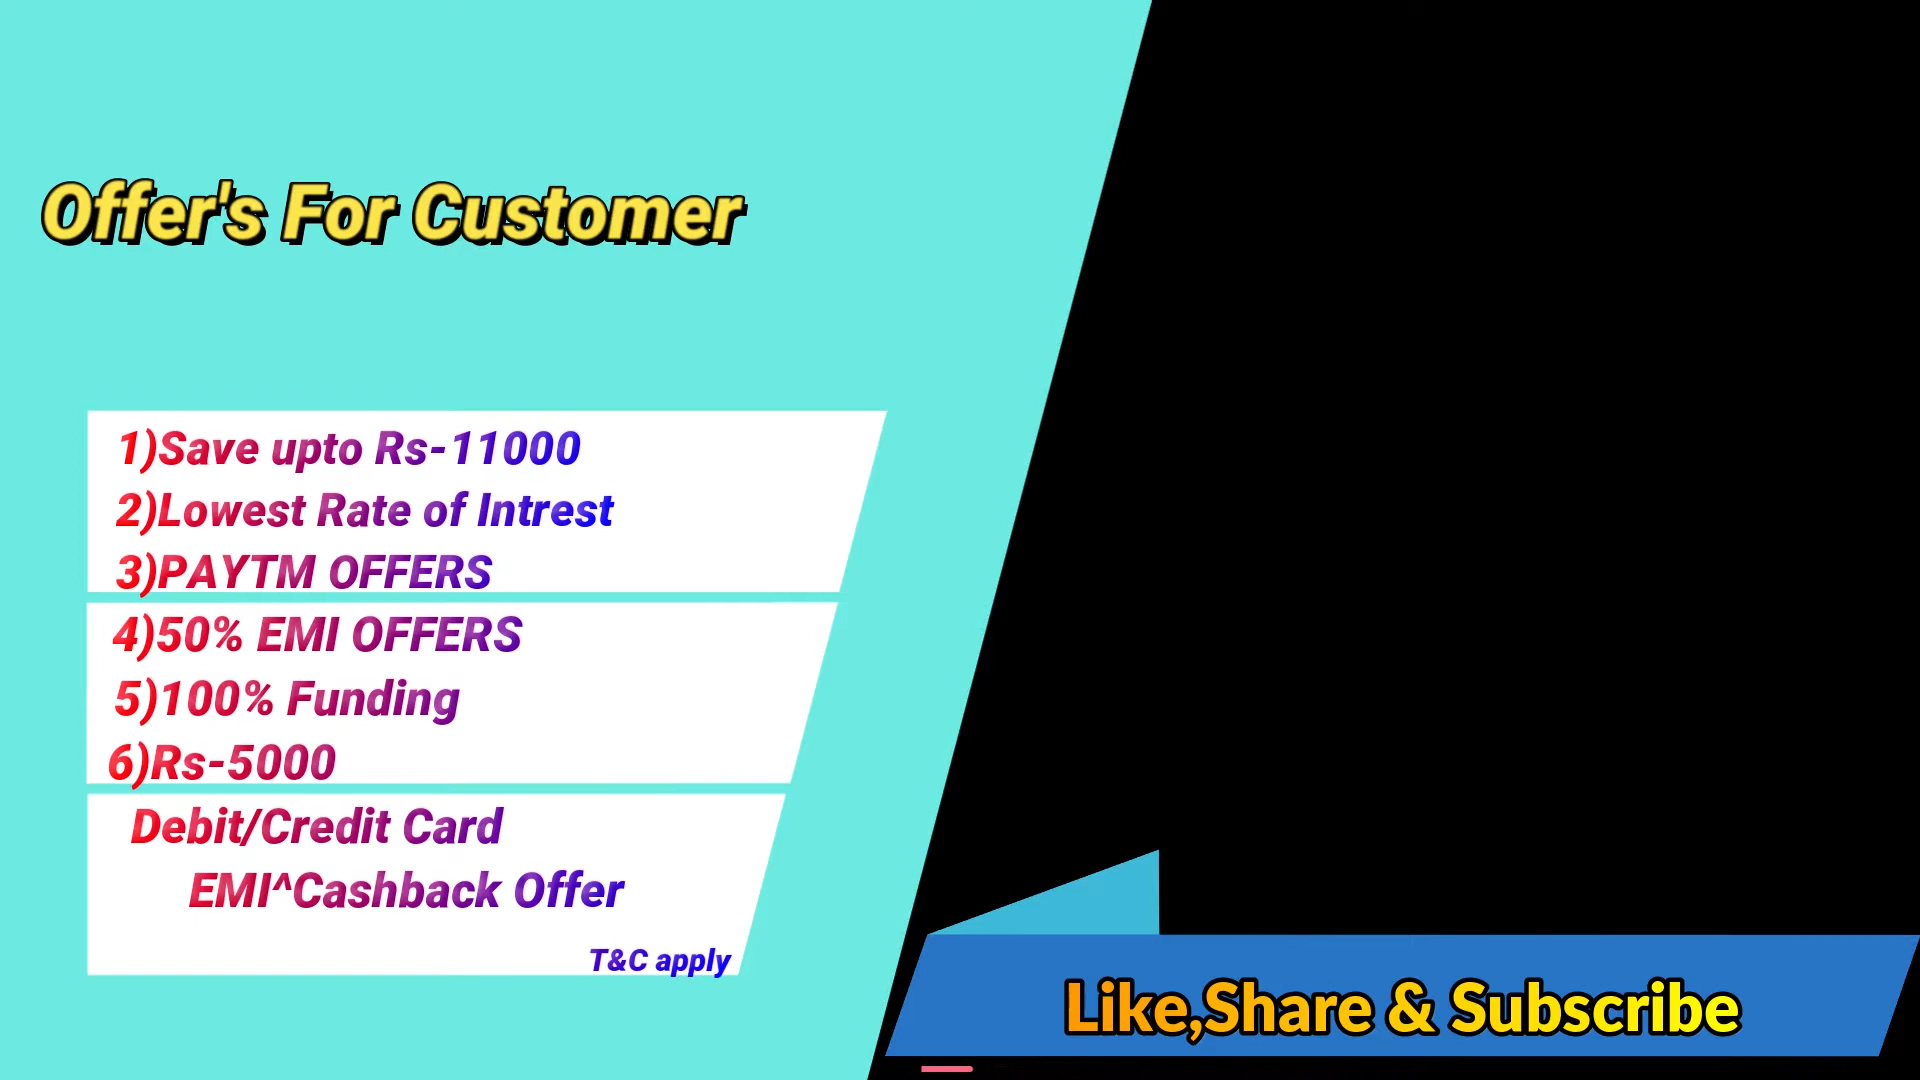 Offer's For Customer
1)Save upto Rs-11000
2)Lowest Rate of Intrest
3)PAYTM OFFERS
4)50% EMI OFFERS
5)100% Funding
6)Rs-5000
Debit/Credit Card
EMI^Cashback Offer
T&C apply
Like,Share & Subscribe